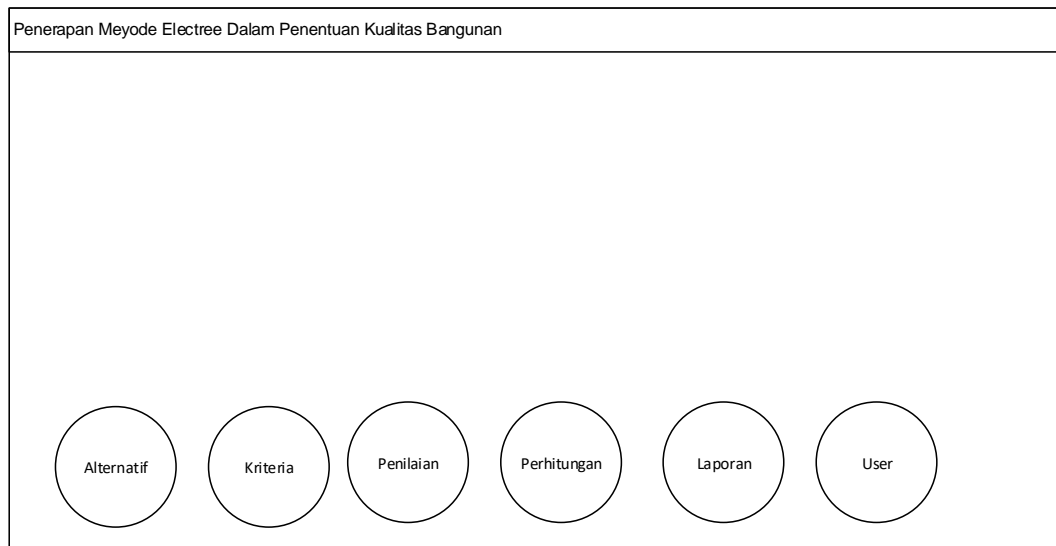 Penerapan Meyode Electree Dalam Penentuan Kualitas Bangunan
Alternatif
Kriteria
Penilaian
Perhitungan
Laporan
User